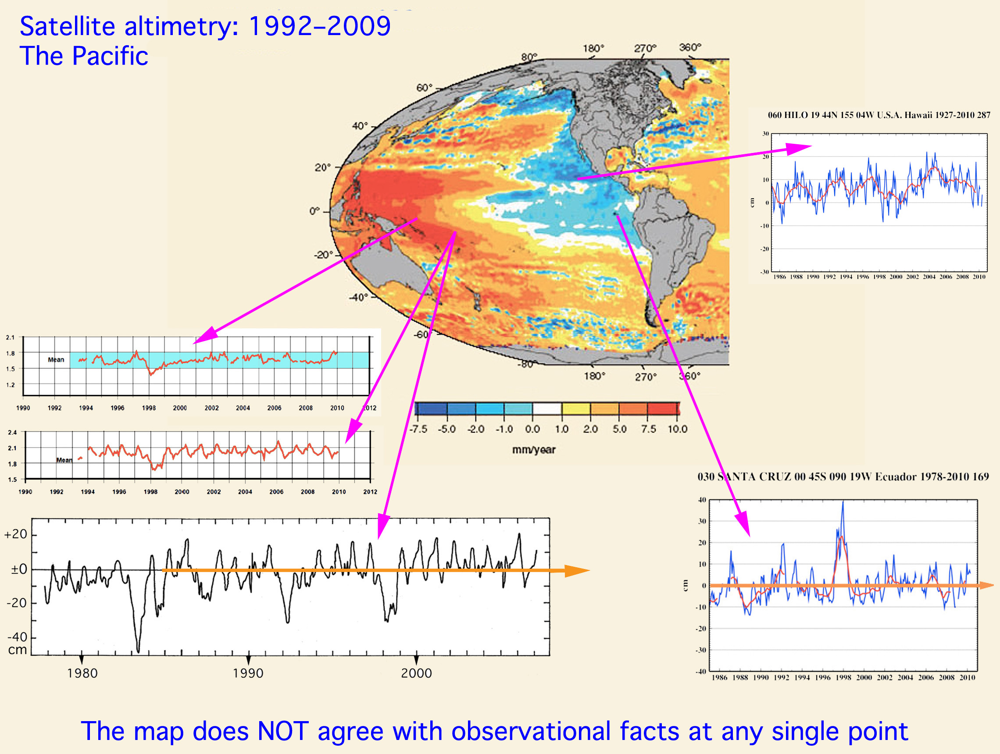 Satellite altimetry: 1992–2009
The Pacific
180° 270° 360°
80°
60°
40°
20°
0°
-20°
-40°
-60°
-80°
180° 270° 360°
-7.5 -5.0 -2.0 -1.0 0.0 1.0 2.0 5.0 7.5 10.0
mm/year
060 HILO 19 44N 155 04W U.S.A. Hawaii 1927-2010 287
30
20
10
0
-10
-20
-30
cm
1986 1988 1990 1992 1994 1996 1998 2000 2002 2004 2006 2008 2010
2.1
1.8
Mean
1.5
1.2
1990 1992 1994 1996 1998 2000 2002 2004 2006 2008 2010 2012
2.4
2.1
Mean
1.8
1.5
1990 1992 1994 1996 1998 2000 2002 2004 2006 2008 2010 2012
+20
±0
-20
-40
cm
1980 1990 2000
030 SANTA CRUZ 00 45S 090 19W Ecuador 1978-2010 169
40
30
20
10
0
-10
-20
-30
-40
cm
1986 1988 1990 1992 1994 1996 1998 2000 2002 2004 2006 2008 2010
The map does NOT agree with observational facts at any single point